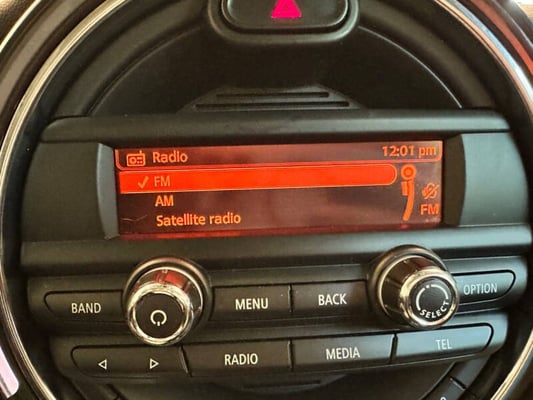 Radio 12:01 pm
✓ FM
AM
Satellite radio
FM
BAND MENU BACK OPTION
SELECT
RADIO MEDIA TEL